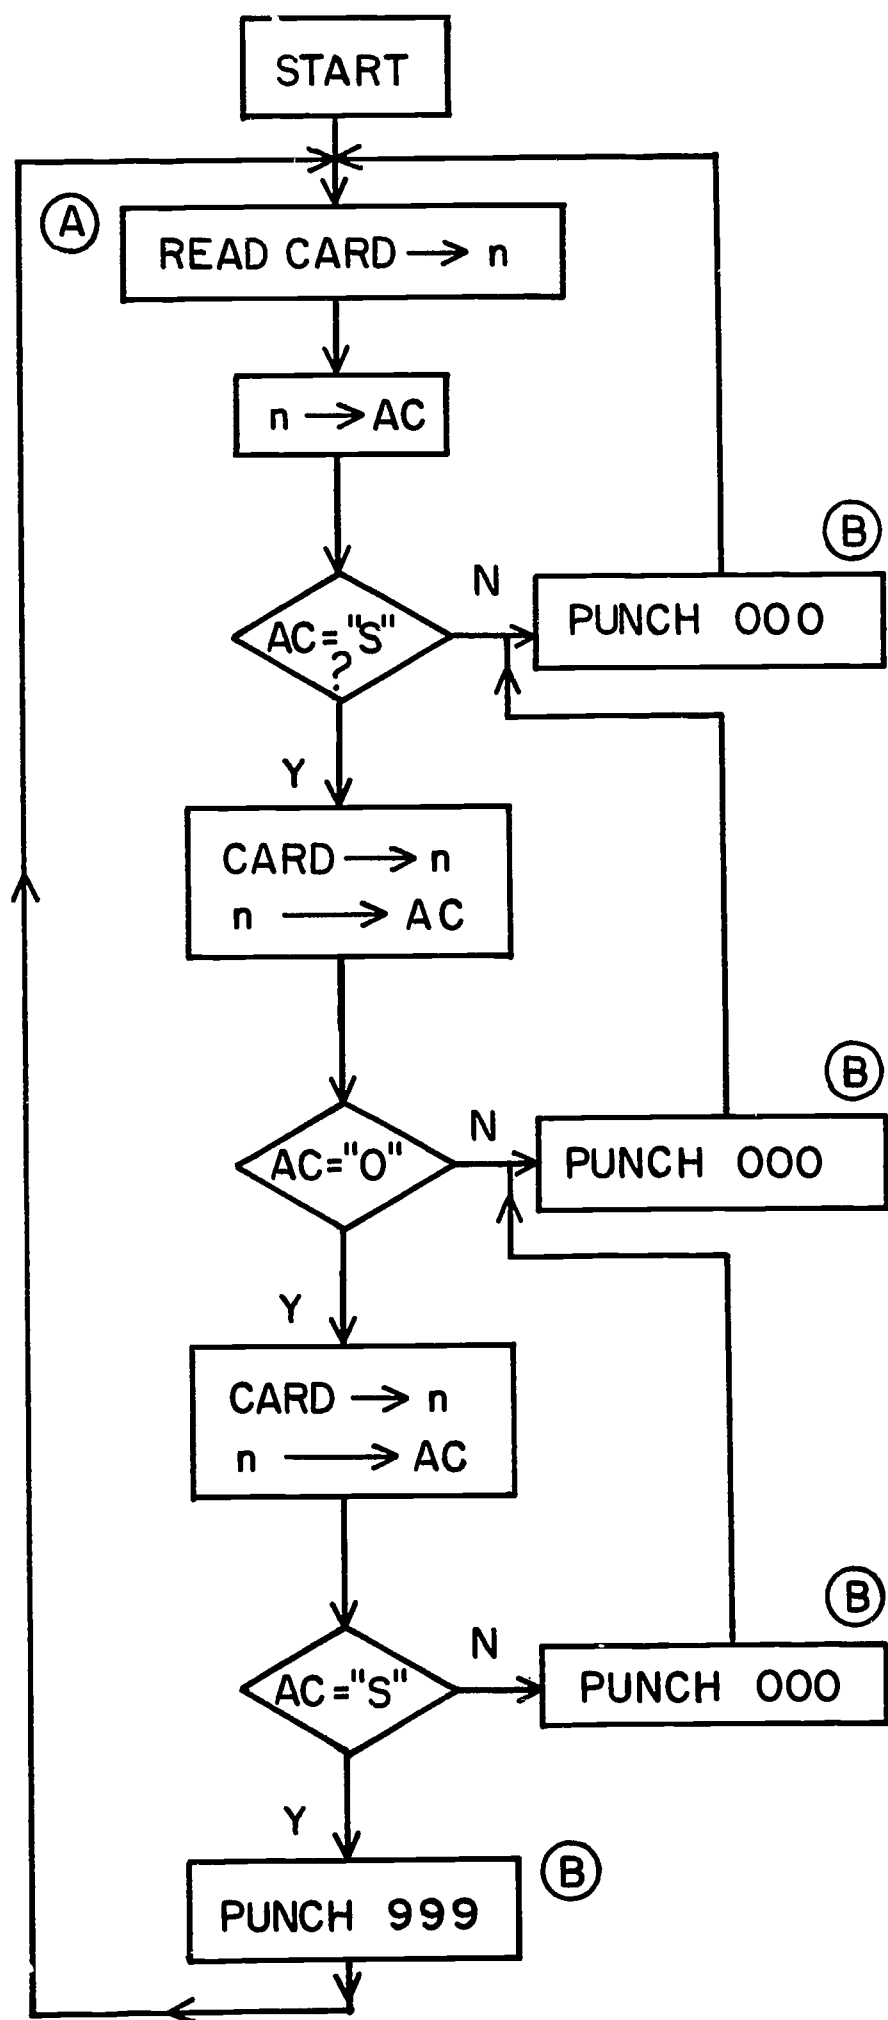 START
A
READ CARD → n
n → AC
B
N
PUNCH 000
AC="S"
?
Y
CARD → n
n → AC
B
N
PUNCH 000
AC="O"
Y
CARD → n
n → AC
B
N
PUNCH 000
AC="S"
Y
B
PUNCH 999